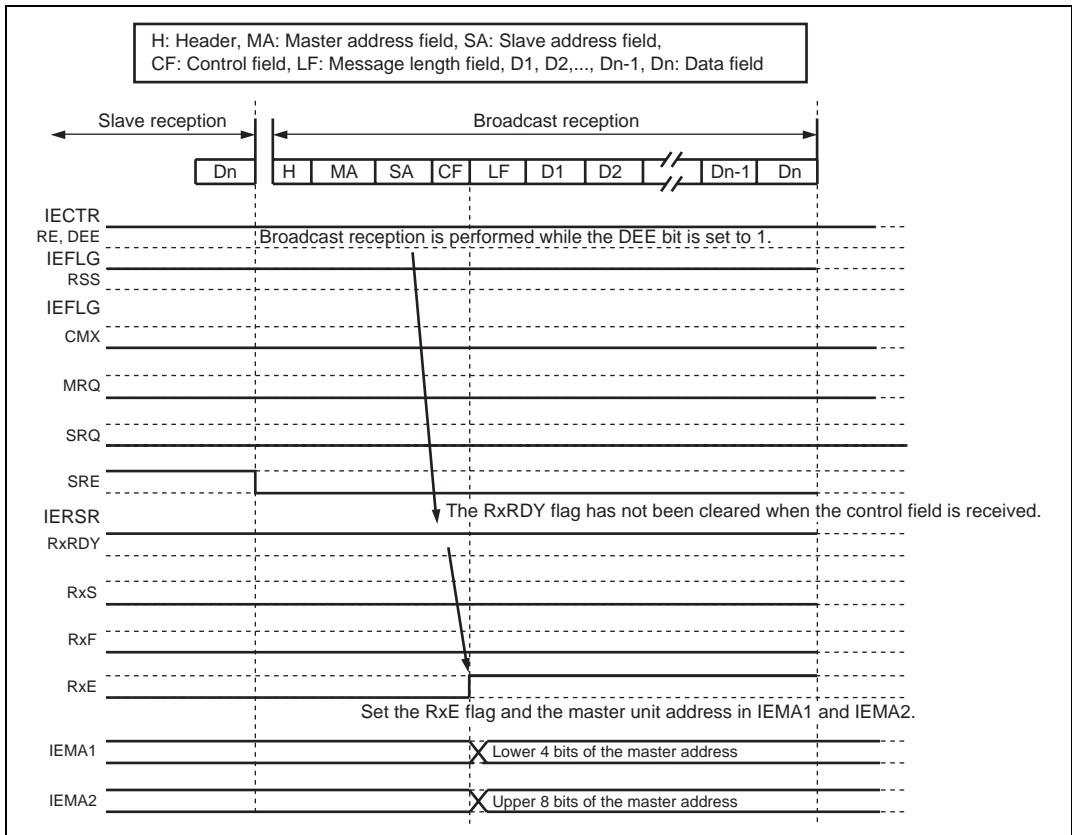 H: Header, MA: Master address field, SA: Slave address field,
CF: Control field, LF: Message length field, D1, D2,..., Dn-1, Dn: Data field
Slave reception
Broadcast reception
Dn H MA SA CF LF D1 D2 Dn-1 Dn
IECTR
RE, DEE
Broadcast reception is performed while the DEE bit is set to 1.
IEFLG
RSS
IEFLG
CMX
MRQ
SRQ
SRE
The RxRDY flag has not been cleared when the control field is received.
IERSR
RxRDY
RxS
RxF
RxE
Set the RxE flag and the master unit address in IEMA1 and IEMA2.
IEMA1
Lower 4 bits of the master address
IEMA2
Upper 8 bits of the master address